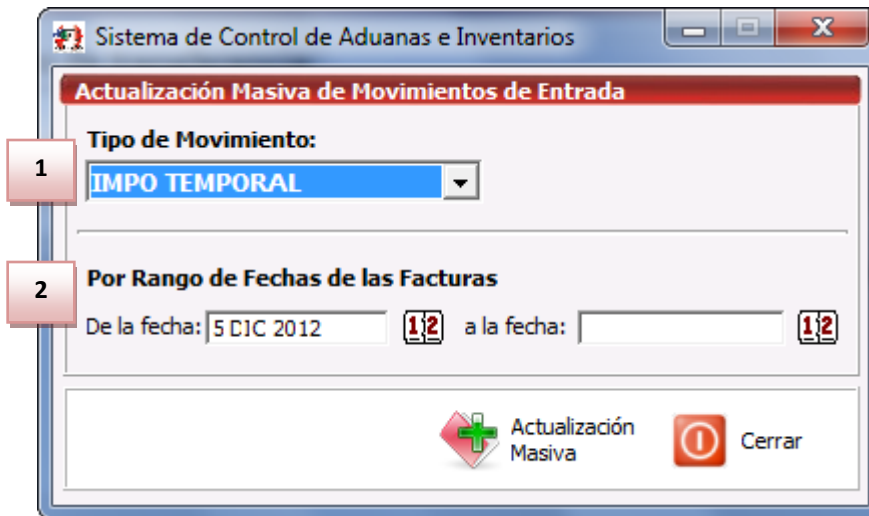 Sistema de Control de Aduanas e Inventarios
Actualización Masiva de Movimientos de Entrada
1
Tipo de Movimiento:
IMPO TEMPORAL
2
Por Rango de Fechas de las Facturas
De la fecha: 5 DIC 2012 12 a la fecha: 12
Actualización
Masiva
Cerrar